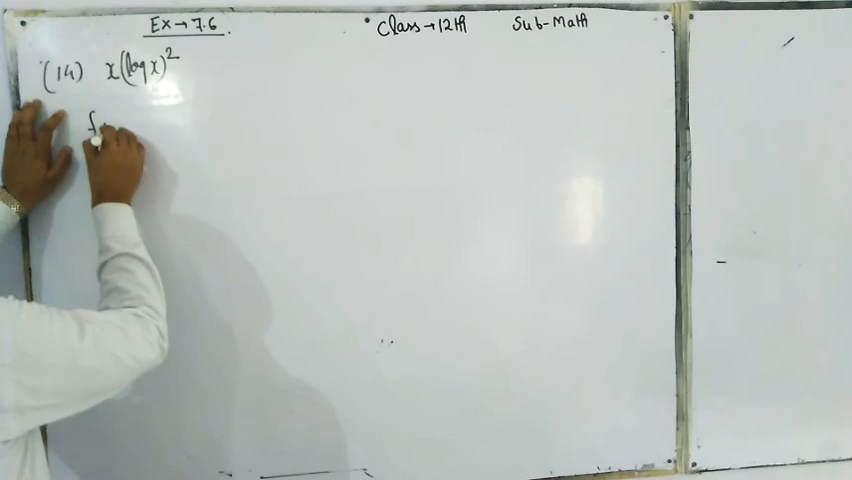 Ex → 7.6
Class → 12th Sub-Math
(14) x(log x)²
f